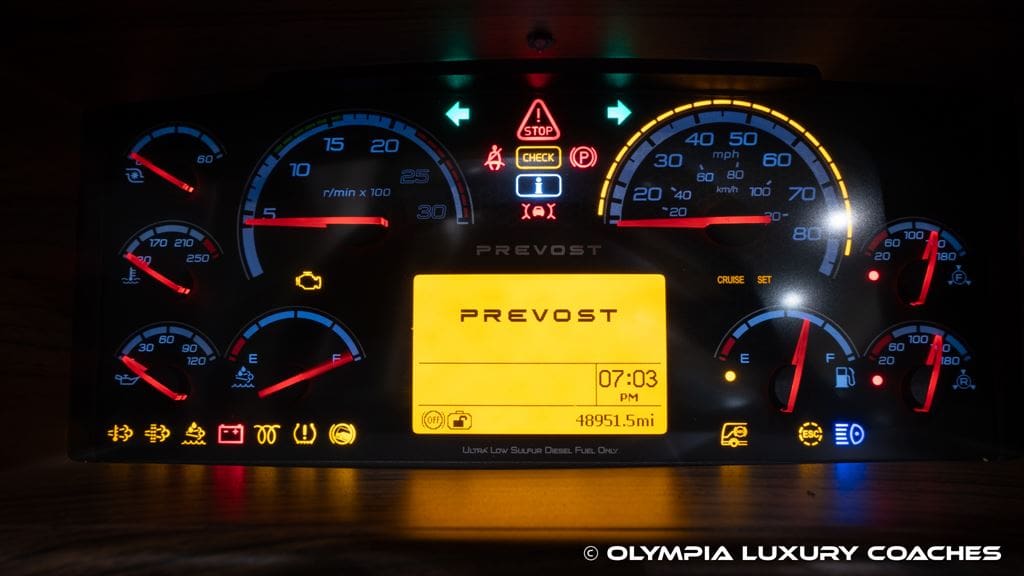 STOP
CHECK
i
P
60
5 10 15 20 25 30
r/min x 100
20 30 40 50 60 70 80
mph
20 40 60 80 100
km/h
PREVOST
170 210 250
20 60 100 180
F
CRUISE SET
PREVOST
07:03
PM
OFF
48951.5mi
30 60 90 120
E F
E F
20 60 100 180
R
ESC
Ultra Low Sulfur Diesel Fuel Only
© OLYMPIA LUXURY COACHES